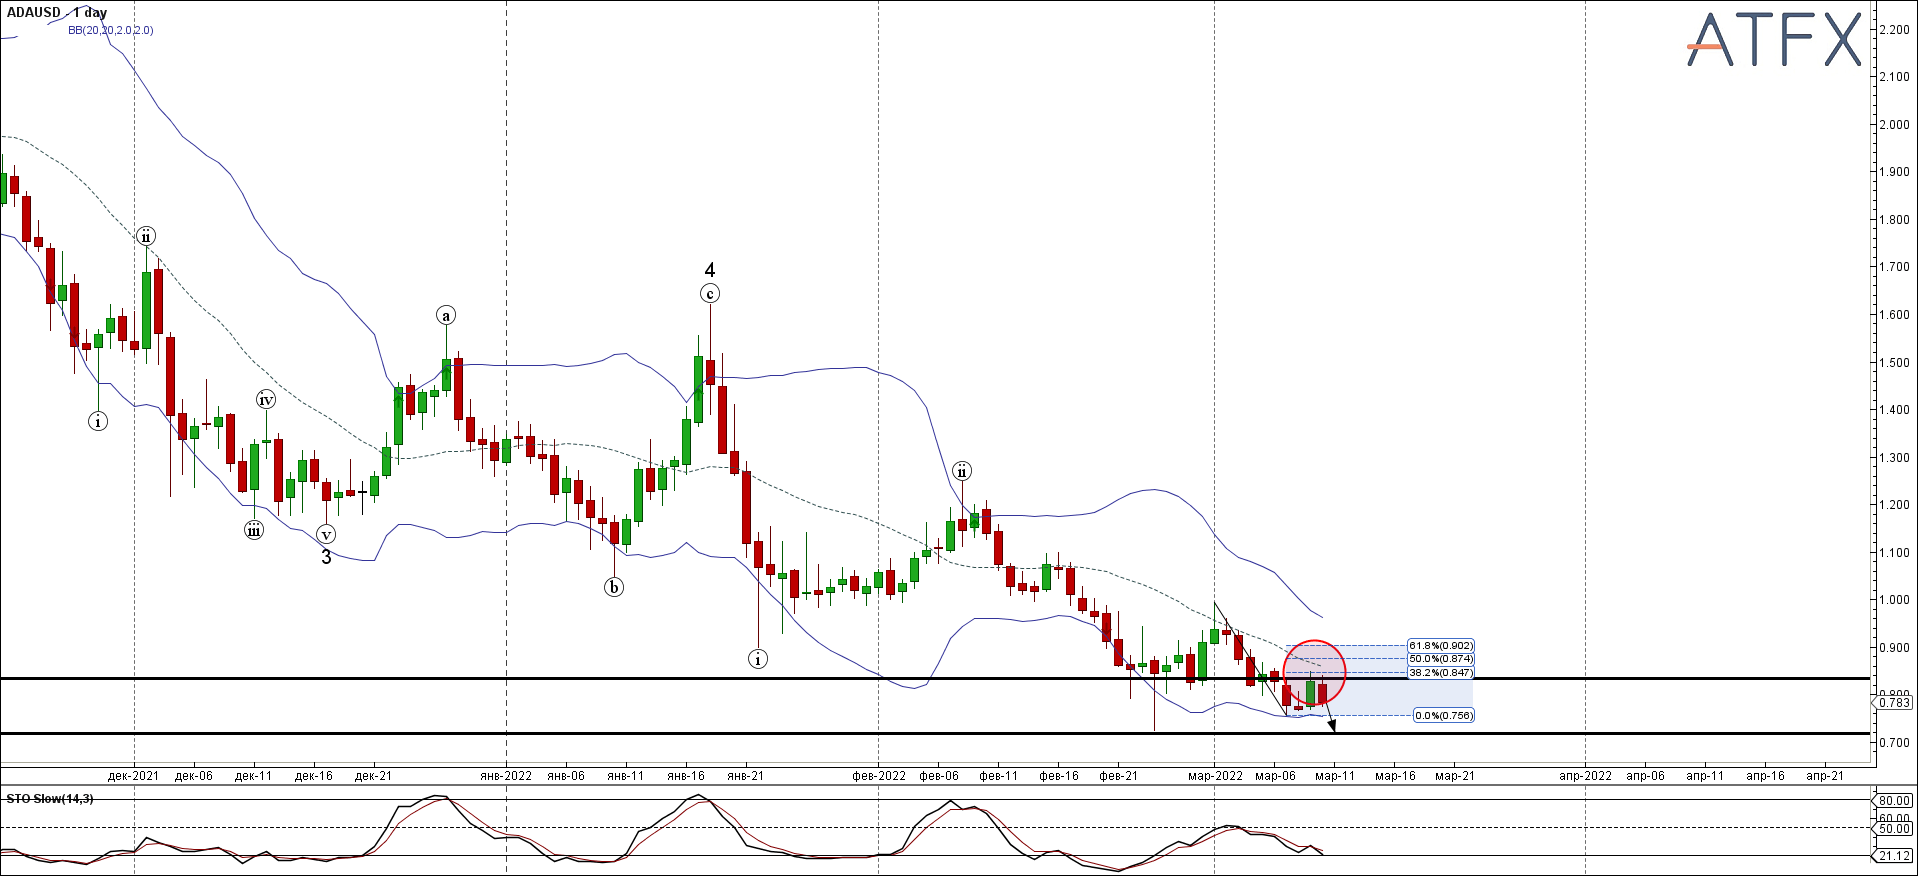 ADAUSD - 1 day
BB(20,20,2.0,2.0)
ATFX
2.200
2.100
2.000
1.900
1.800
1.700
1.600
1.500
1.400
1.300
1.200
1.100
1.000
0.900
0.800
0.783
0.700
ii
i
iv
iii
v
3
a
b
4
c
i
ii
61.8%(0.902)
50.0%(0.874)
38.2%(0.847)
0.0%(0.756)
дек-2021 дек-06 дек-11 дек-16 дек-21 янв-2022 янв-06 янв-11 янв-16 янв-21 фев-2022 фев-06 фев-11 фев-16 фев-21 мар-2022 мар-06 мар-11 мар-16 мар-21 апр-2022 апр-06 апр-11 апр-16 апр-21
STO Slow(14,3)
80.00
60.00
50.00
21.12